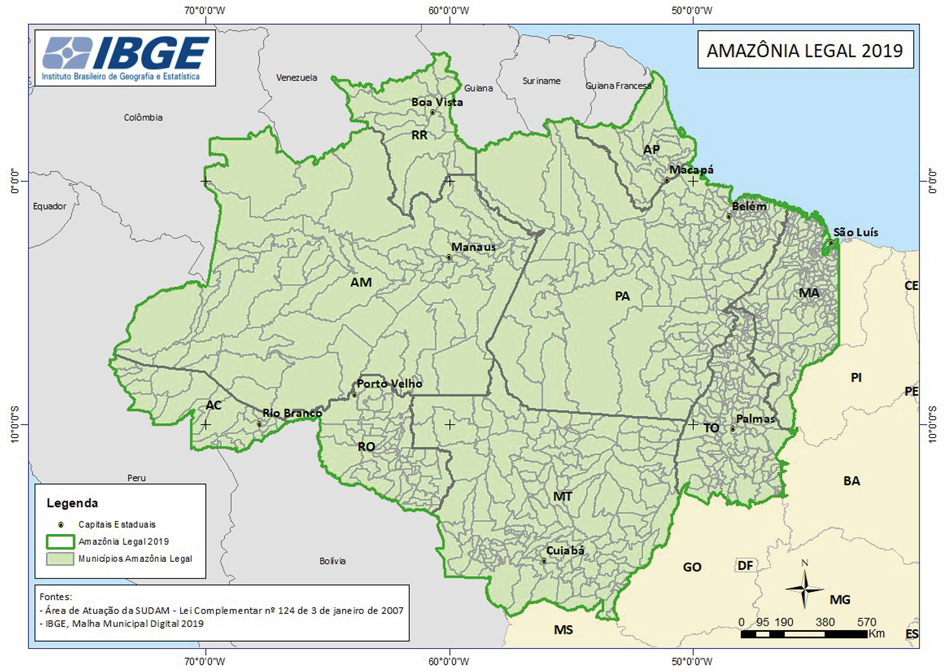 70°0'0"W 60°0'0"W 50°0'0"W
IBGE
Instituto Brasileiro de Geografia e Estatística
AMAZÔNIA LEGAL 2019
Venezuela
Colômbia
Guiana
Suriname
Guiana Francesa
Boa Vista
RR
AP
Macapá
0°0'0" 0°0'0"
Equador
Belém
São Luís
Manaus
AM
PA
MA
CE
PI
PE
Porto Velho
AC
Rio Branco
Palmas
TO
10°0'0"S 10°0'0"S
RO
Peru
BA
MT
Cuiabá
Bolívia
GO
DF
MG
MS
ES
Legenda
Capitais Estaduais
Amazônia Legal 2019
Municípios Amazônia Legal
Fontes:
- Área de Atuação da SUDAM - Lei Complementar nº 124 de 3 de janeiro de 2007
- IBGE, Malha Municipal Digital 2019
N
0 95 190 380 570
Km
70°0'0"W 60°0'0"W 50°0'0"W